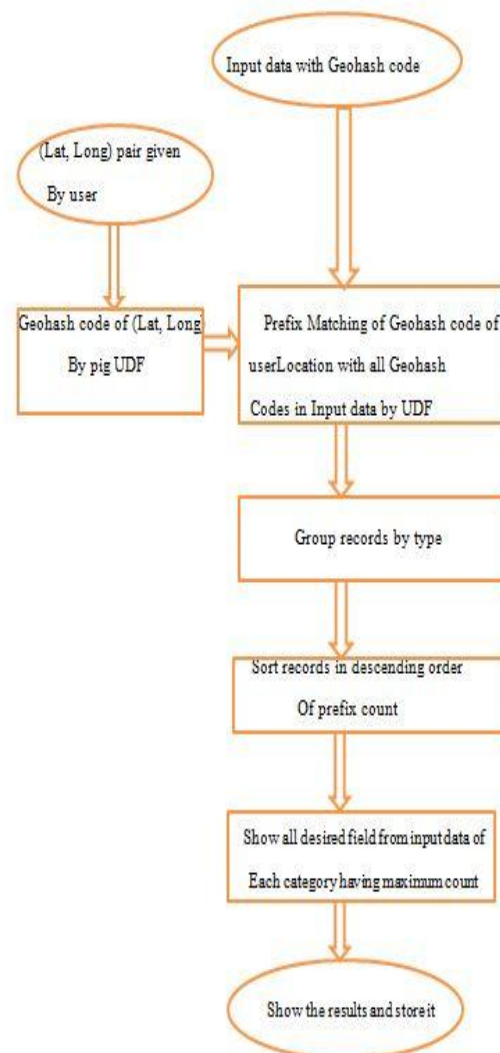 Input data with Geohash code
(Lat, Long) pair given
By user
Geohash code of (Lat, Long)
By pig UDF
Prefix Matching of Geohash code of
userLocation with all Geohash
Codes in Input data by UDF
Group records by type
Sort records in descending order
Of prefix count
Show all desired field from input data of
Each category having maximum count
Show the results and store it